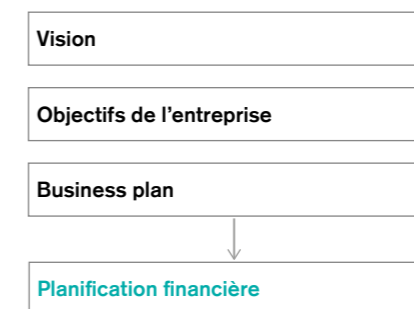 Vision
Objectifs de l’entreprise
Business plan
Planification financière